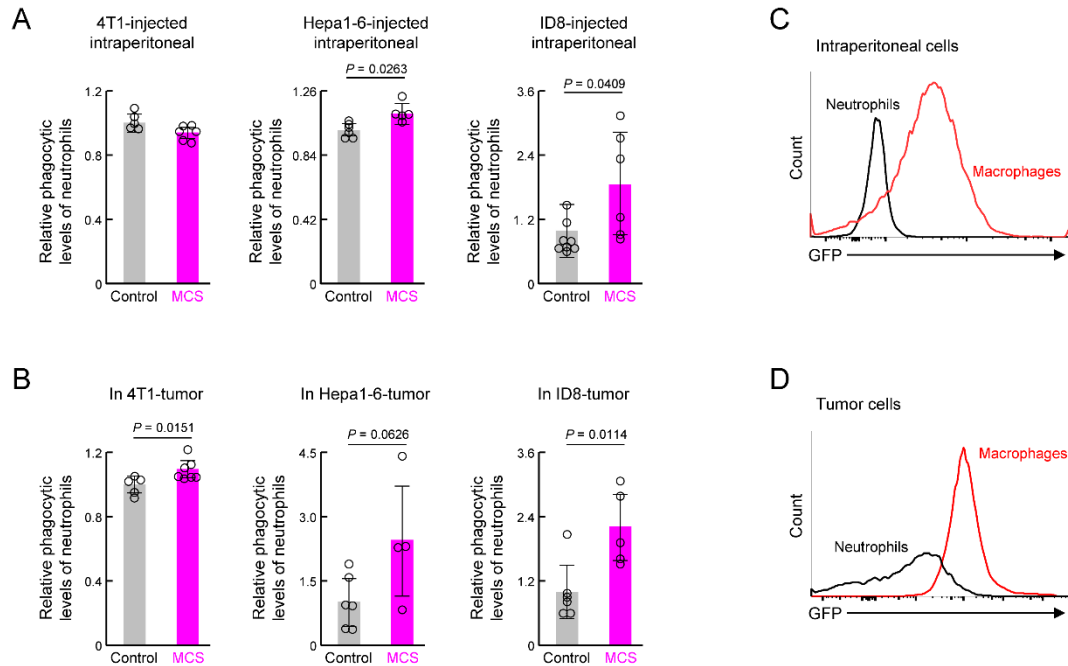 A
4T1-injected
intraperitoneal
Relative phagocytic
levels of neutrophils
1.2
0.8
0.4
0
Control
MCS
Hepa1-6-injected
intraperitoneal
P = 0.0263
Relative phagocytic
levels of neutrophils
1.26
0.84
0.42
0
Control
MCS
ID8-injected
intraperitoneal
P = 0.0409
Relative phagocytic
levels of neutrophils
3.6
2.4
1.2
0
Control
MCS
B
In 4T1-tumor
P = 0.0151
Relative phagocytic
levels of neutrophils
1.2
1.2
0.4
0
Control
MCS
In Hepa1-6-tumor
P = 0.0626
Relative phagocytic
levels of neutrophils
4.5
3.0
1.5
0
Control
MCS
In ID8-tumor
P = 0.0114
Relative phagocytic
levels of neutrophils
3.6
2.4
1.2
0
Control
MCS
C
Intraperitoneal cells
Neutrophils
Macrophages
Count
GFP
D
Tumor cells
Macrophages
Neutrophils
Count
GFP